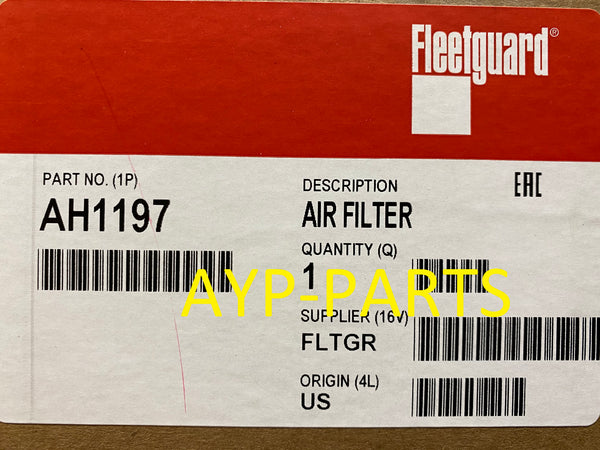 Fleetguard®
PART NO. (1P)
AH1197
DESCRIPTION
AIR FILTER
EAC
QUANTITY (Q)
1
AYP-PARTS
SUPPLIER (16V)
FLTGR
ORIGIN (4L)
US